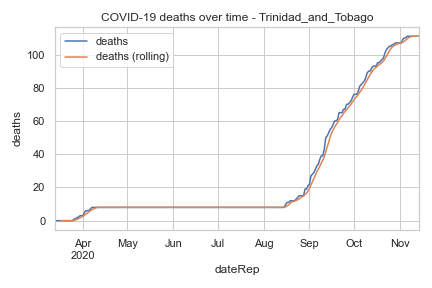 COVID-19 deaths over time - Trinidad_and_Tobago
deaths
deaths (rolling)
deaths
100
80
60
40
20
0
Apr May Jun Jul Aug Sep Oct Nov
2020
dateRep